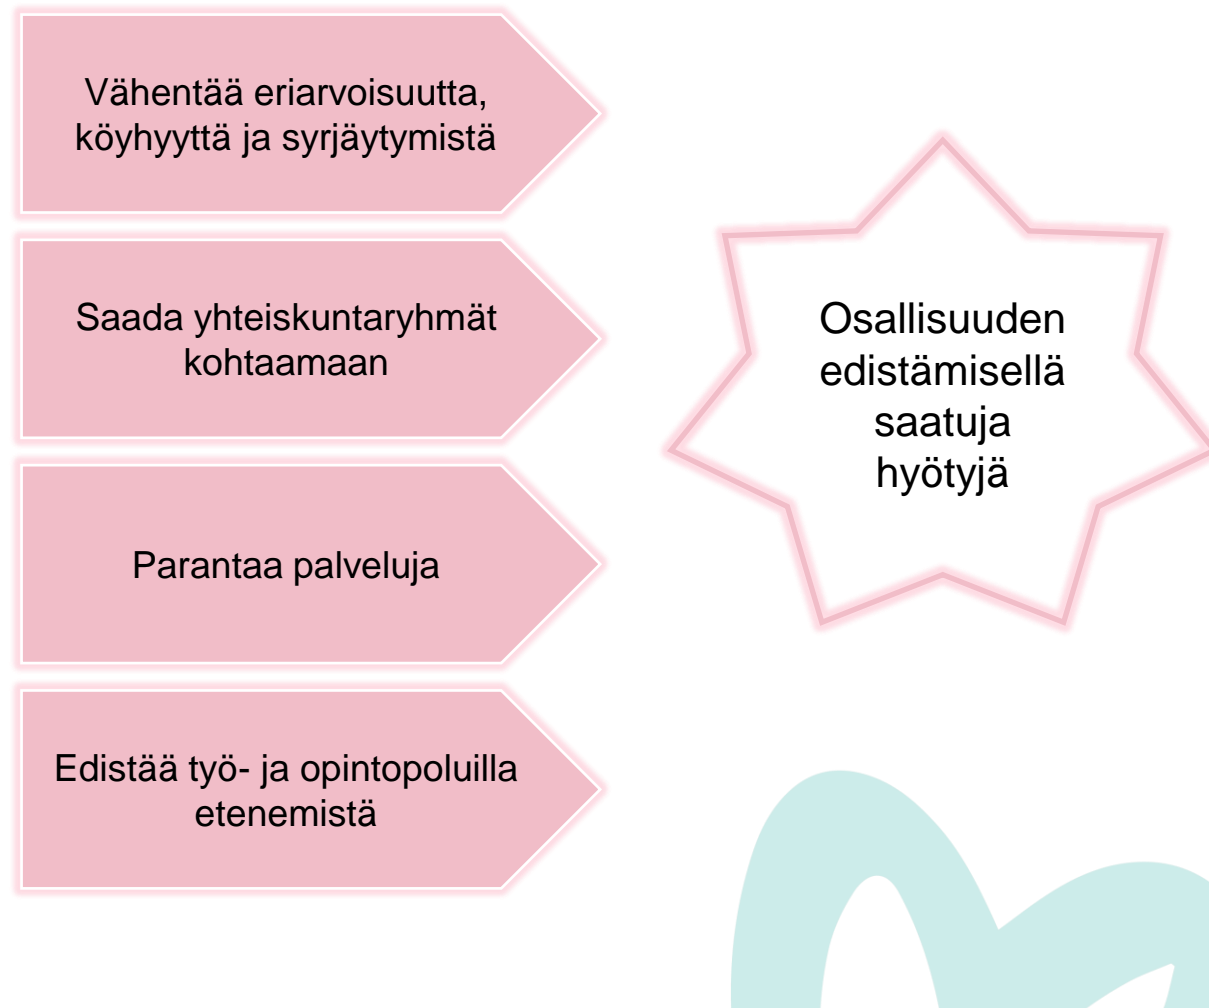 Vähentää eriarvoisuutta,
köyhyyttä ja syrjäytymistä
Saada yhteiskuntaryhmät
kohtaamaan
Parantaa palveluja
Edistää työ- ja opintopoluilla
etenemistä
Osallisuuden
edistämisellä
saatuja
hyötyjä